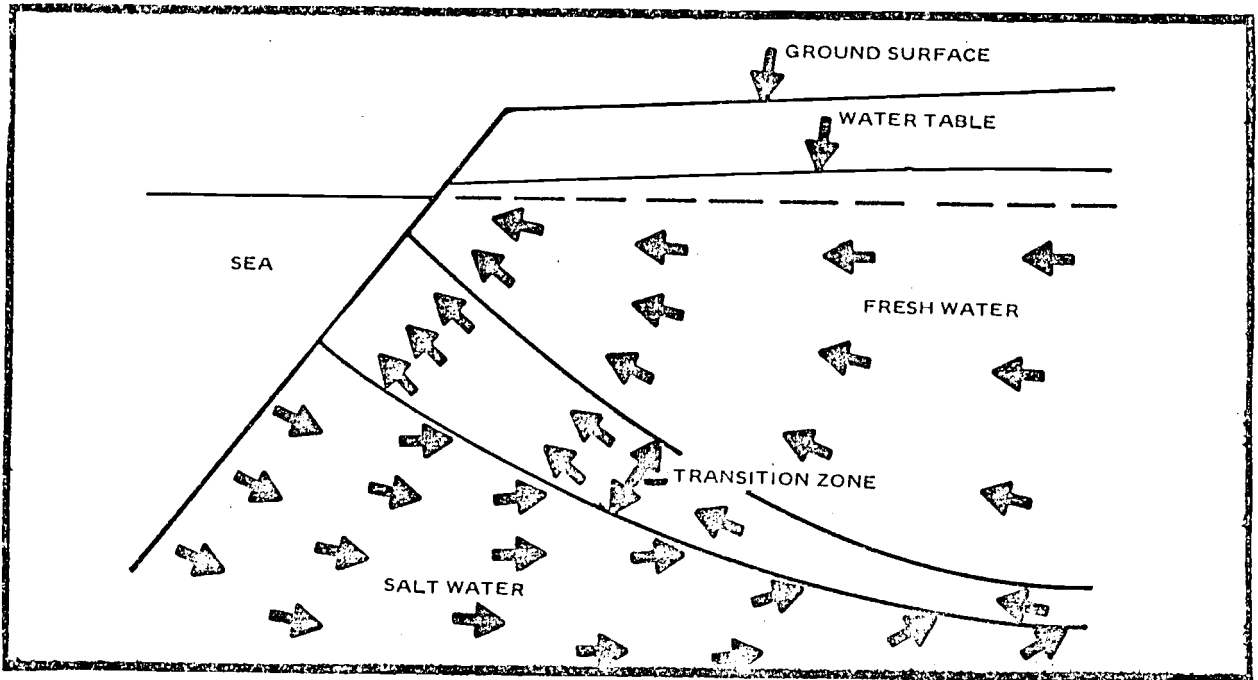 GROUND SURFACE
WATER TABLE
SEA
FRESH WATER
TRANSITION ZONE
SALT WATER